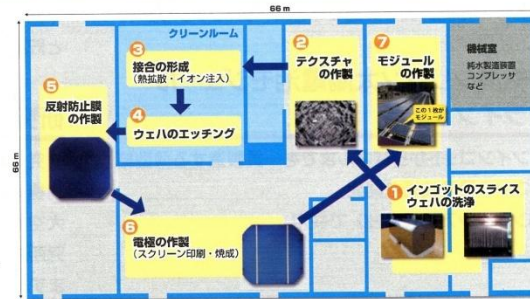 66 m
66 m
クリーンルーム
3
接合の形成
(熱拡散・イオン注入)
4
ウェハのエッチング
2
テクスチャ
の作製
7
モジュール
の作製
この1枚が
モジュール
機械室
純水製造装置
コンプレッサ
など
5
反射防止膜
の作製
1
インゴットのスライス
ウェハの洗浄
6
電極の作製
(スクリーン印刷・焼成)